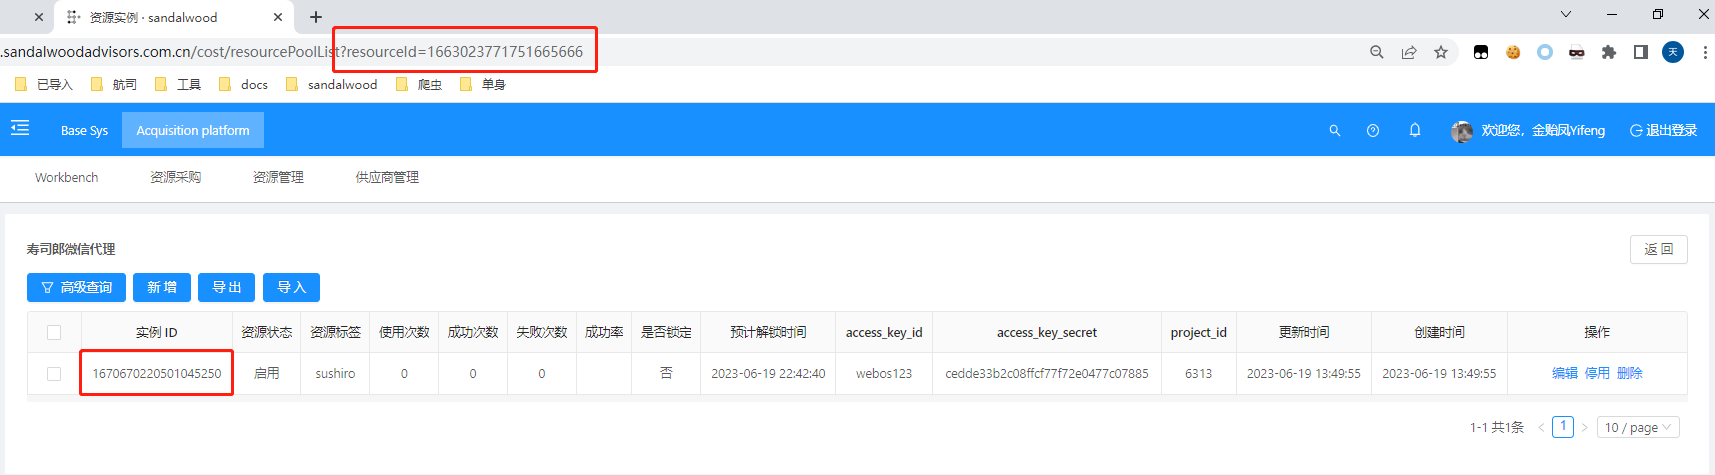 资源实例 · sandalwood
.sandalwoodadvisors.com.cn/cost/resourcePoolList?resourceId=1663023771751665666
天
已导入 航司 工具 docs sandalwood 爬虫 单身
Base Sys Acquisition platform 欢迎您，金贻凤Yifeng 退出登录
Workbench 资源采购 资源管理 供应商管理
寿司郎微信代理 返 回
高级查询 新 增 导 出 导 入
实例 ID 资源状态 资源标签 使用次数 成功次数 失败次数 成功率 是否锁定 预计解锁时间 access_key_id access_key_secret project_id 更新时间 创建时间 操作
1670670220501045250 启用 sushiro 0 0 0 否 2023-06-19 22:42:40 webos123 cedde33b2c08ffcf77f72e0477c07885 6313 2023-06-19 13:49:55 2023-06-19 13:49:55 编辑 停用 删除
1-1 共1条 < 1 > 10 / page